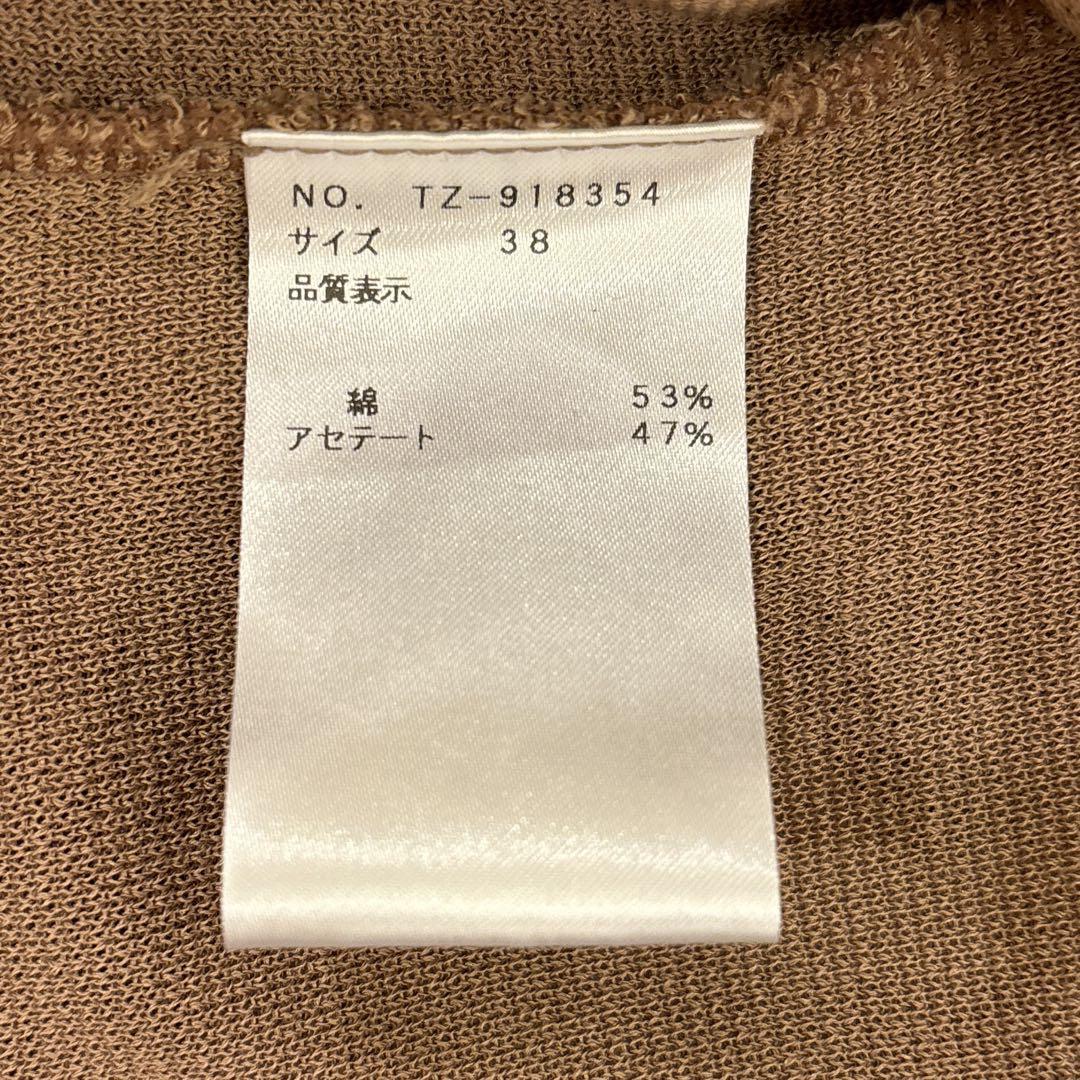 NO. TZ-918354
サイズ 38
品質表示
綿 53%
アセテート 47%